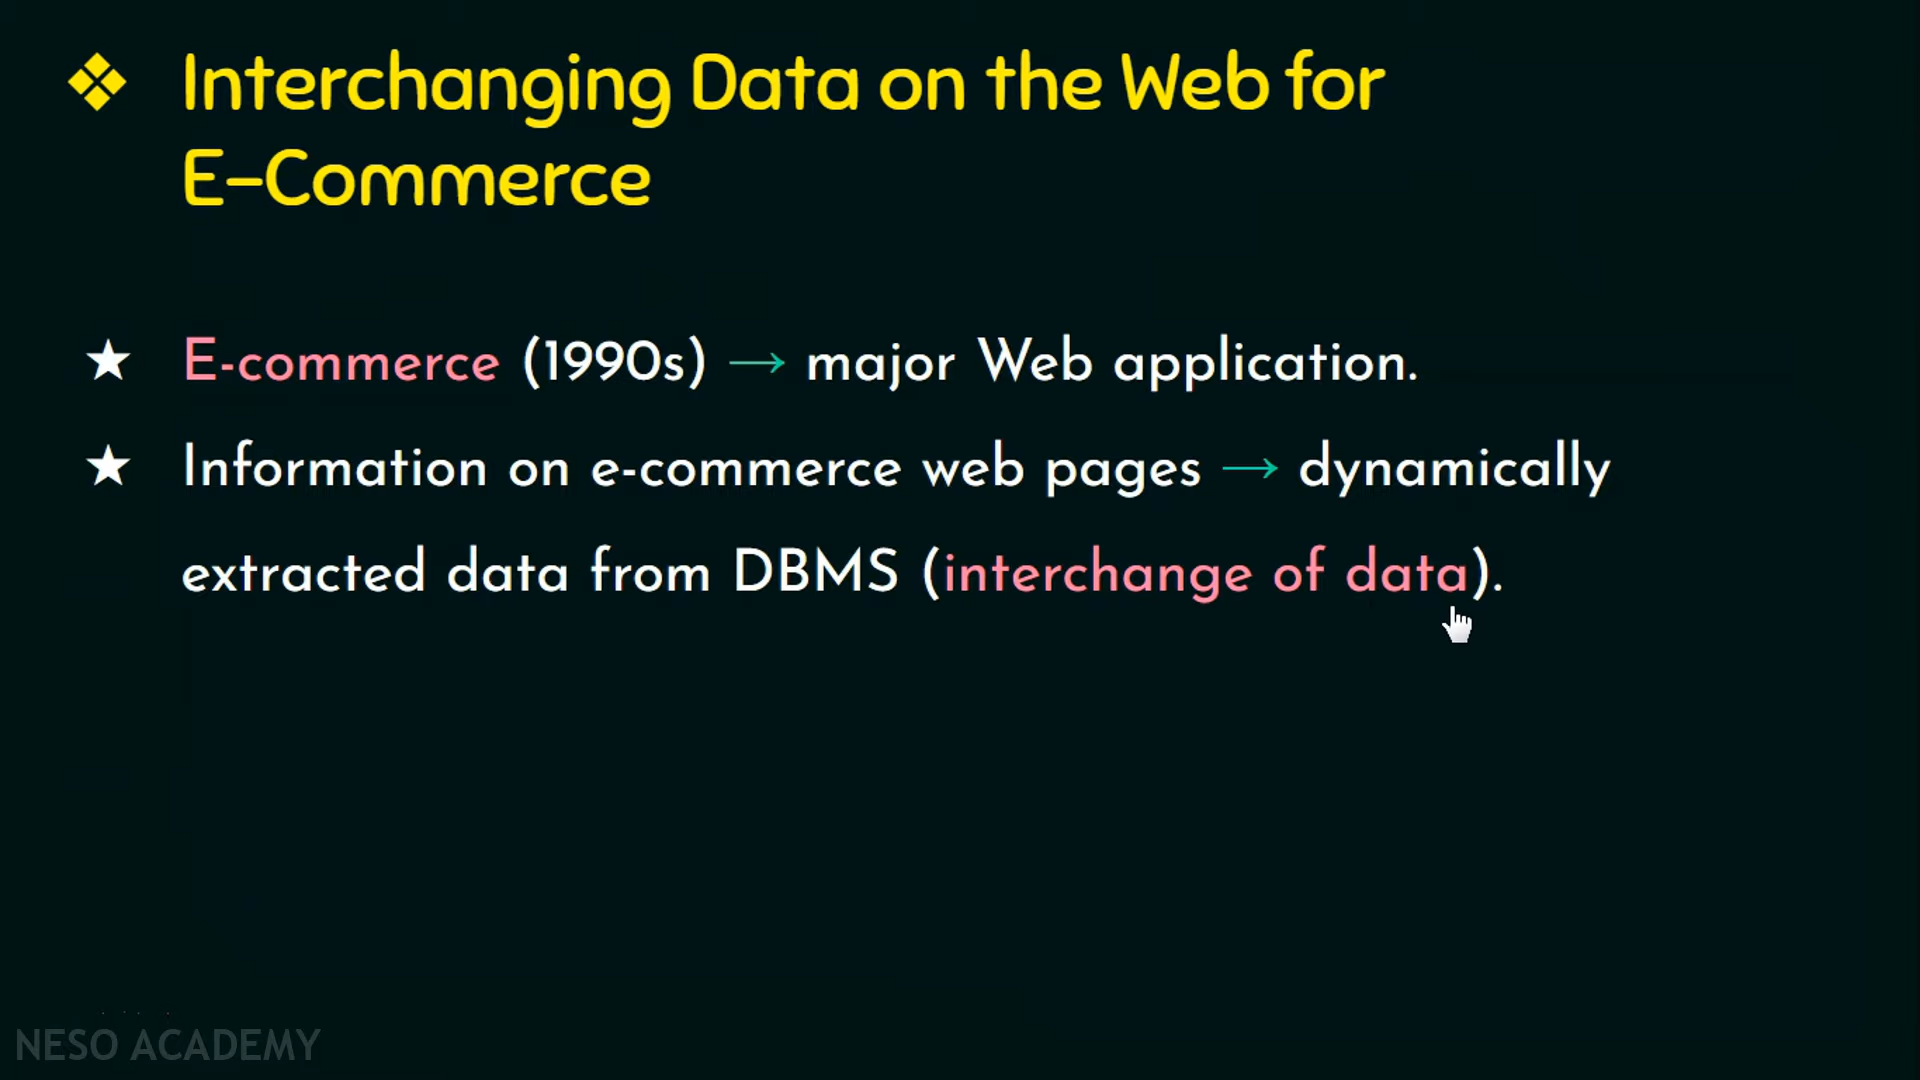 ❖ Interchanging Data on the Web for
E-Commerce
★ E-commerce (1990s) → major Web application.
★ Information on e-commerce web pages → dynamically
extracted data from DBMS (interchange of data).
NESO ACADEMY